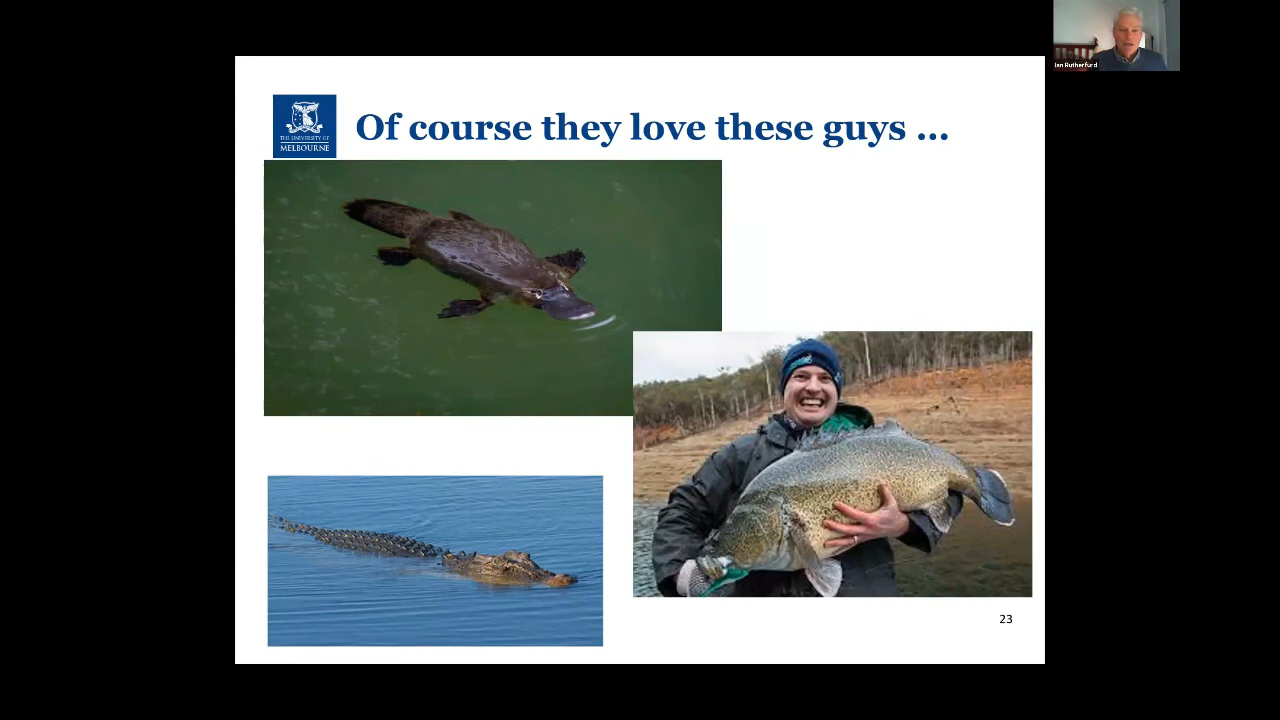 Of course they love these guys ...
THE UNIVERSITY OF
MELBOURNE
23
Ian Rutherfurd